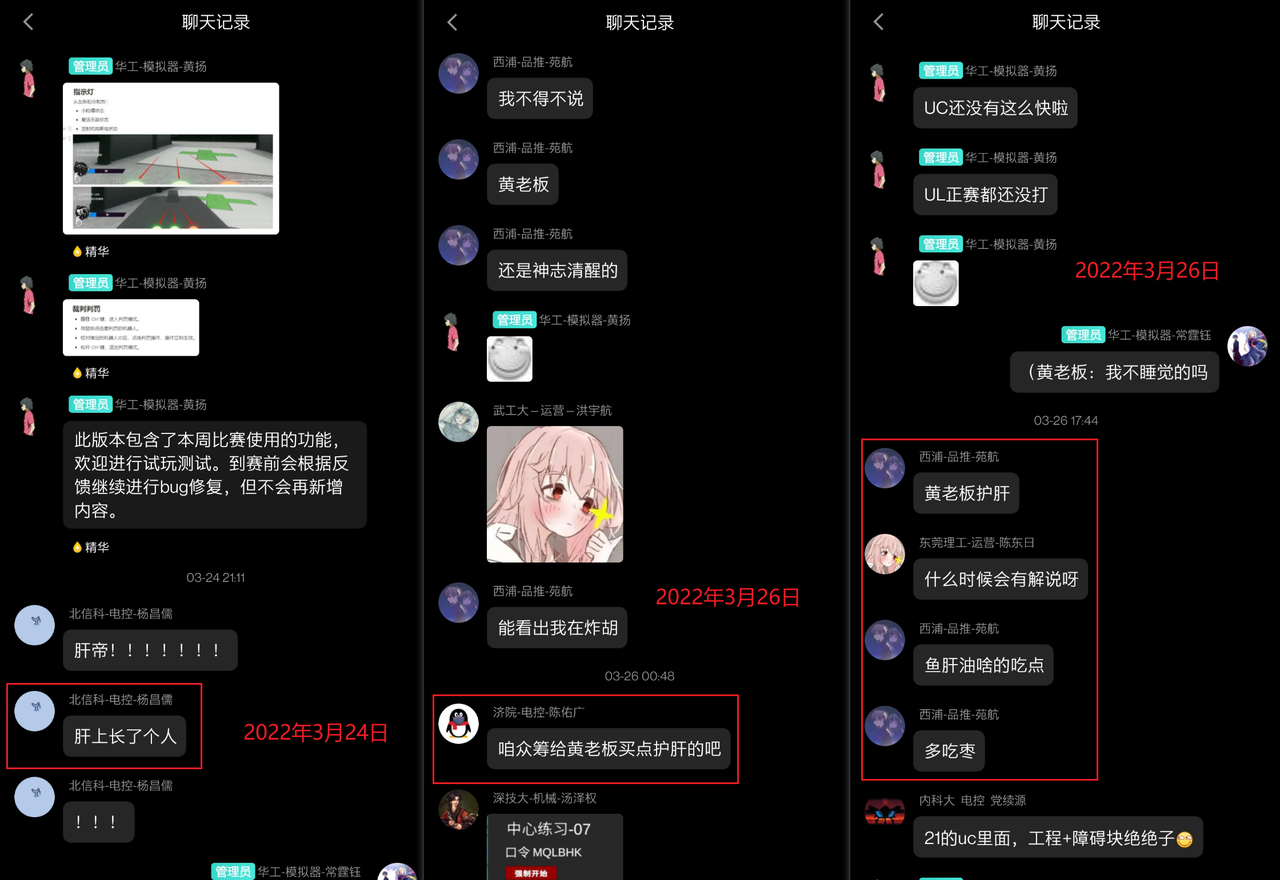 聊天记录
管理员 华工-模拟器-黄扬
指示灯
精华
管理员 华工-模拟器-黄扬
裁判判罚
精华
管理员 华工-模拟器-黄扬
此版本包含了本周比赛使用的功能，
欢迎进行试玩测试。到赛前会根据反
馈继续进行bug修复，但不会再新增
内容。
精华
03-24 21:11
北信科-电控-杨昌儒
肝帝！！！！！！！
北信科-电控-杨昌儒
肝上长了个人
2022年3月24日
北信科-电控-杨昌儒
！！！
管理员 华工-模拟器-常霆钰
聊天记录
西浦-品推-苑航
我不得不说
西浦-品推-苑航
黄老板
西浦-品推-苑航
还是神志清醒的
管理员 华工-模拟器-黄扬
武工大－运营－洪宇航
西浦-品推-苑航
能看出我在炸胡
2022年3月26日
03-26 00:48
济院-电控-陈佑广
咱众筹给黄老板买点护肝的吧
深技大-机械-汤泽权
中心练习-07
口令 MQLBHK
强制开始
聊天记录
管理员 华工-模拟器-黄扬
UC还没有这么快啦
管理员 华工-模拟器-黄扬
UL正赛都还没打
管理员 华工-模拟器-黄扬
2022年3月26日
管理员 华工-模拟器-常霆钰
（黄老板：我不睡觉的吗
03-26 17:44
西浦-品推-苑航
黄老板护肝
东莞理工-运营-陈东日
什么时候会有解说呀
西浦-品推-苑航
鱼肝油啥的吃点
西浦-品推-苑航
多吃枣
内科大 电控 党续源
21的uc里面，工程+障碍块绝绝子